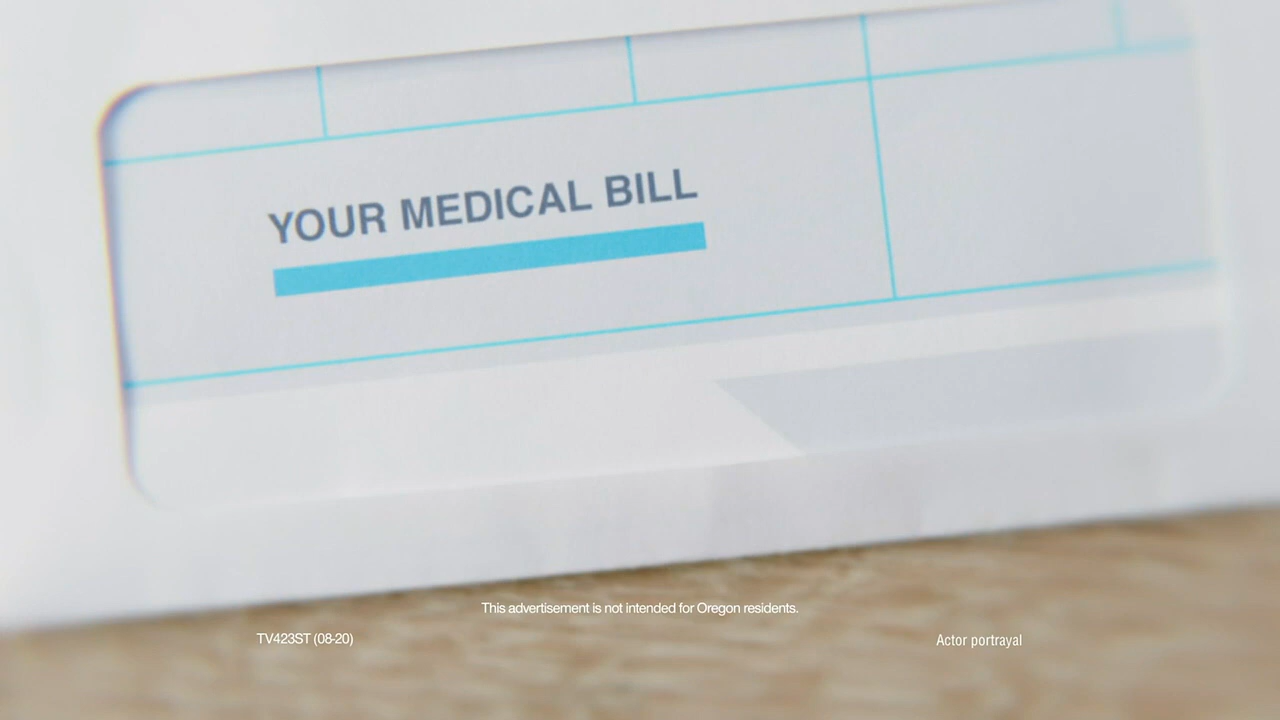 YOUR MEDICAL BILL
This advertisement is not intended for Oregon residents.
TV423ST (08-20)
Actor portrayal